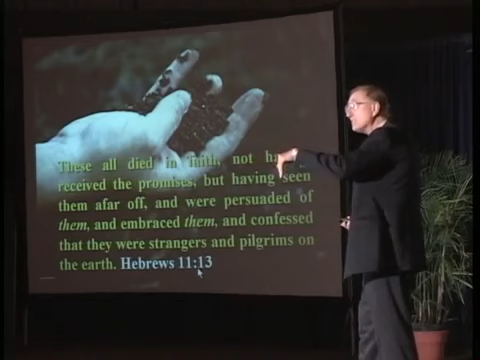 These all died in faith, not ha
received the promises, but having seen
them afar off, and were persuaded of
them, and embraced them, and confessed
that they were strangers and pilgrims on
the earth. Hebrews 11:13